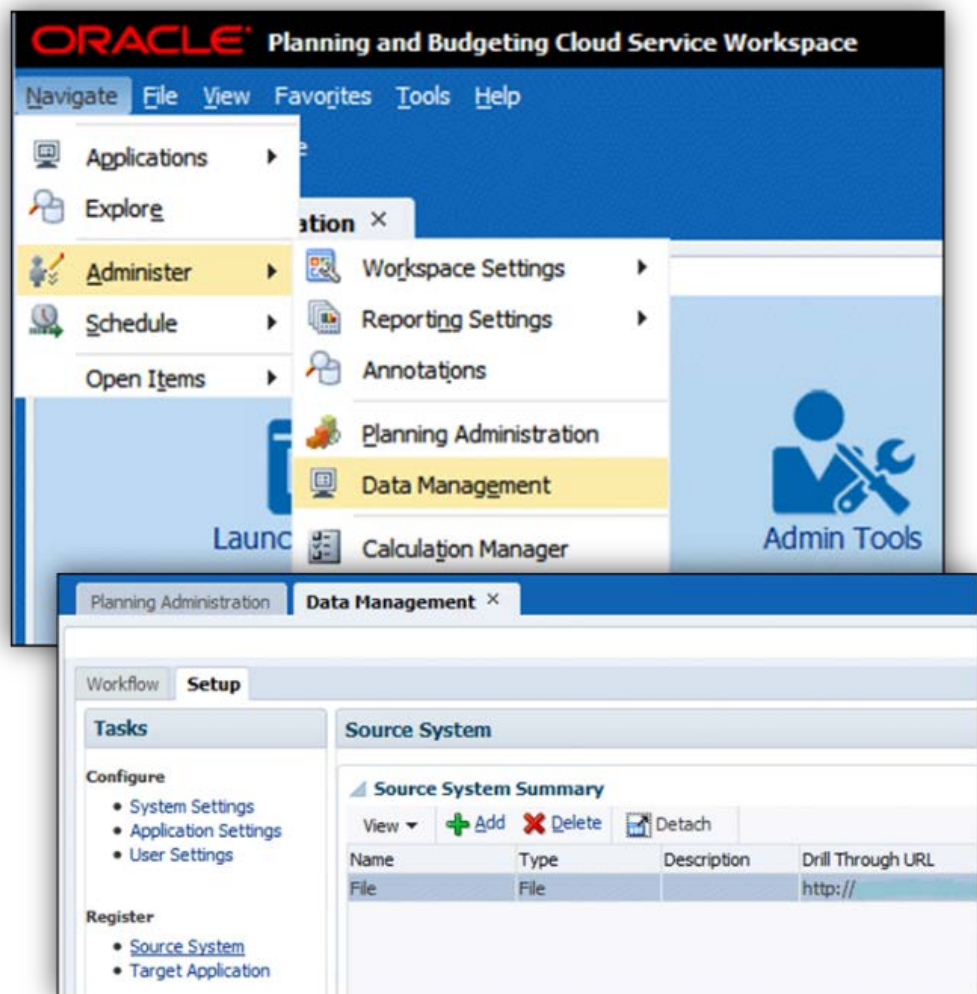 ORACLE Planning and Budgeting Cloud Service Workspace
Navigate File View Favorites Tools Help
Applications
Explore
ation ×
Administer
Workspace Settings
Schedule
Reporting Settings
Open Items
Annotations
Planning Administration
Data Management
Launc
Calculation Manager
Admin Tools
Planning Administration Data Management ×
Workflow Setup
Tasks Source System
Configure
Source System Summary
• System Settings
• Application Settings
• User Settings
View Add Delete Detach
Name Type Description Drill Through URL
File File http://
Register
• Source System
• Target Application